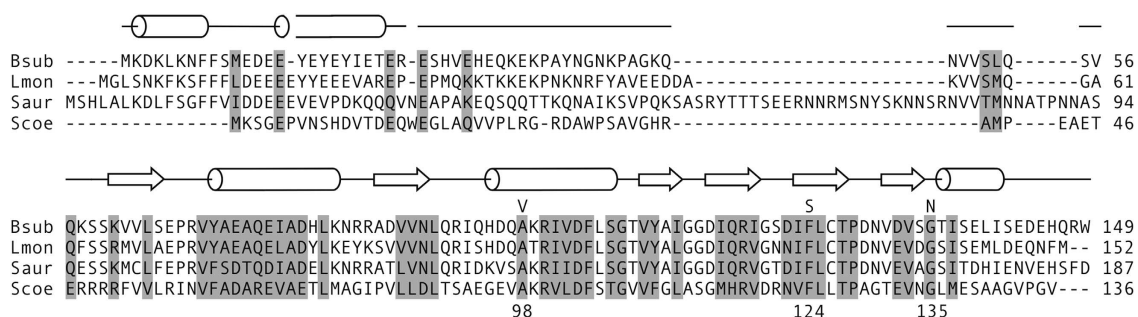 Bsub -----MKDKLKNFFSMEDEE-YEYEYIETER-ESHVEHEQKEKPAYNGNKPAGKQ-------------------------NVVSLQ------SV 56
Lmon ---MGLSNKFKSFFFLDEEEEYYEEEVAREP-EPMQKKTKKEKPNKNRFYAVEEDDA-----------------------KVVSMQ------GA 61
Saur MSHLALKDLFSGFFVIDDEEEVEVPDKQQQVNEAPAKEQSQQTTKQNAIKSVPQKSASRYTTTSEERNNRMSNYSKNNSRNVVTMNNATPNNAS 94
Scoe ---------------MKSGEPVNSHDVTDEQWEGLAQVVPLRG-RDAWPSAVGHR----------------------------AMP----EAET 46
V S N
Bsub QKSSKVVLSEPRVYAEAQEIADHLKNRRADVVVNLQRIQHDQAKRIVDFLSGTVYAIGGDIQRIGSDIFLCTPDNVDVSGTISELISEDEHQRW 149
Lmon QFSSRMVLAEPRVYAEAQELADYLKEYKSVVVNLQRISHDQATRIVDFLSGTVYAIGGDIQRVGNNIFLCTPDNVEVDGSISEMLDEQNFM-- 152
Saur QESSKMCLFEPRVFSDTQDIADELKNRRATLVNLQRIDKVSAKRIIDFLSGTVYAIGGDIQRVGTDIFLCTPDNVEVAGSITDHIENVEHSFD 187
Scoe ERRRRFVVLRINVFADAREVAETLMAGIPVLLDLTSAEGEVAKRVLDFSTGVVFGLASGMHRVDRNVFLLTPAGTEVNGLMESAAGVPGV--- 136
98 124 135